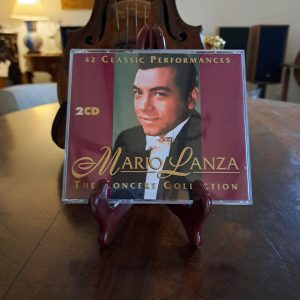 42 CLASSIC PERFORMANCES
2CD
MARIO LANZA
THE CONCERT COLLECTION